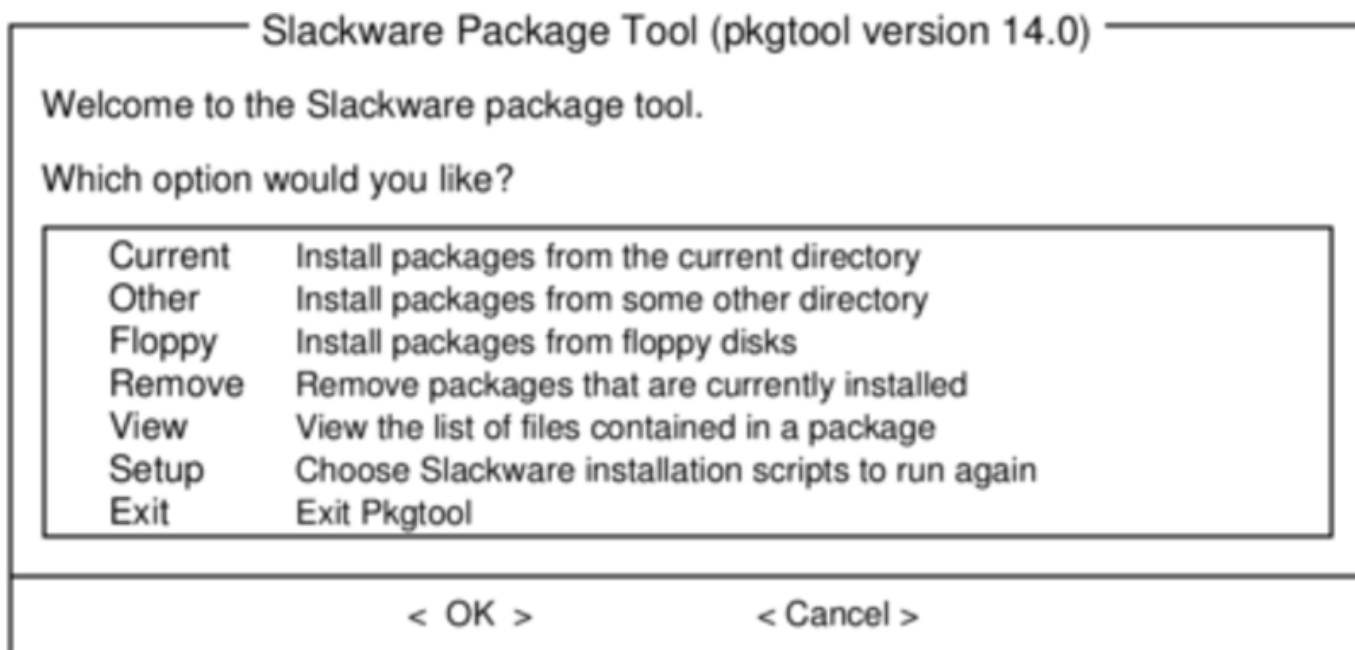 Slackware Package Tool (pkgtool version 14.0)
Welcome to the Slackware package tool.
Which option would you like?
Current Install packages from the current directory
Other Install packages from some other directory
Floppy Install packages from floppy disks
Remove Remove packages that are currently installed
View View the list of files contained in a package
Setup Choose Slackware installation scripts to run again
Exit Exit Pkgtool
< OK > < Cancel >